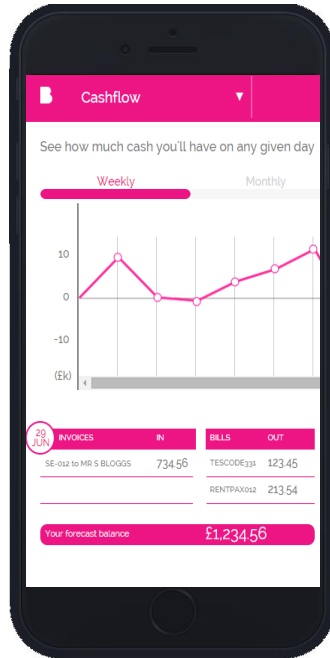 B Cashflow ▼
See how much cash you'll have on any given day
Weekly Monthly
10
0
-10
(£k)
29 JUN
INVOICES IN BILLS OUT
SE-012 to MR S BLOGGS 734.56 TESCODE331 123.45
RENTPAX012 213.54
Your forecast balance £1,234.56